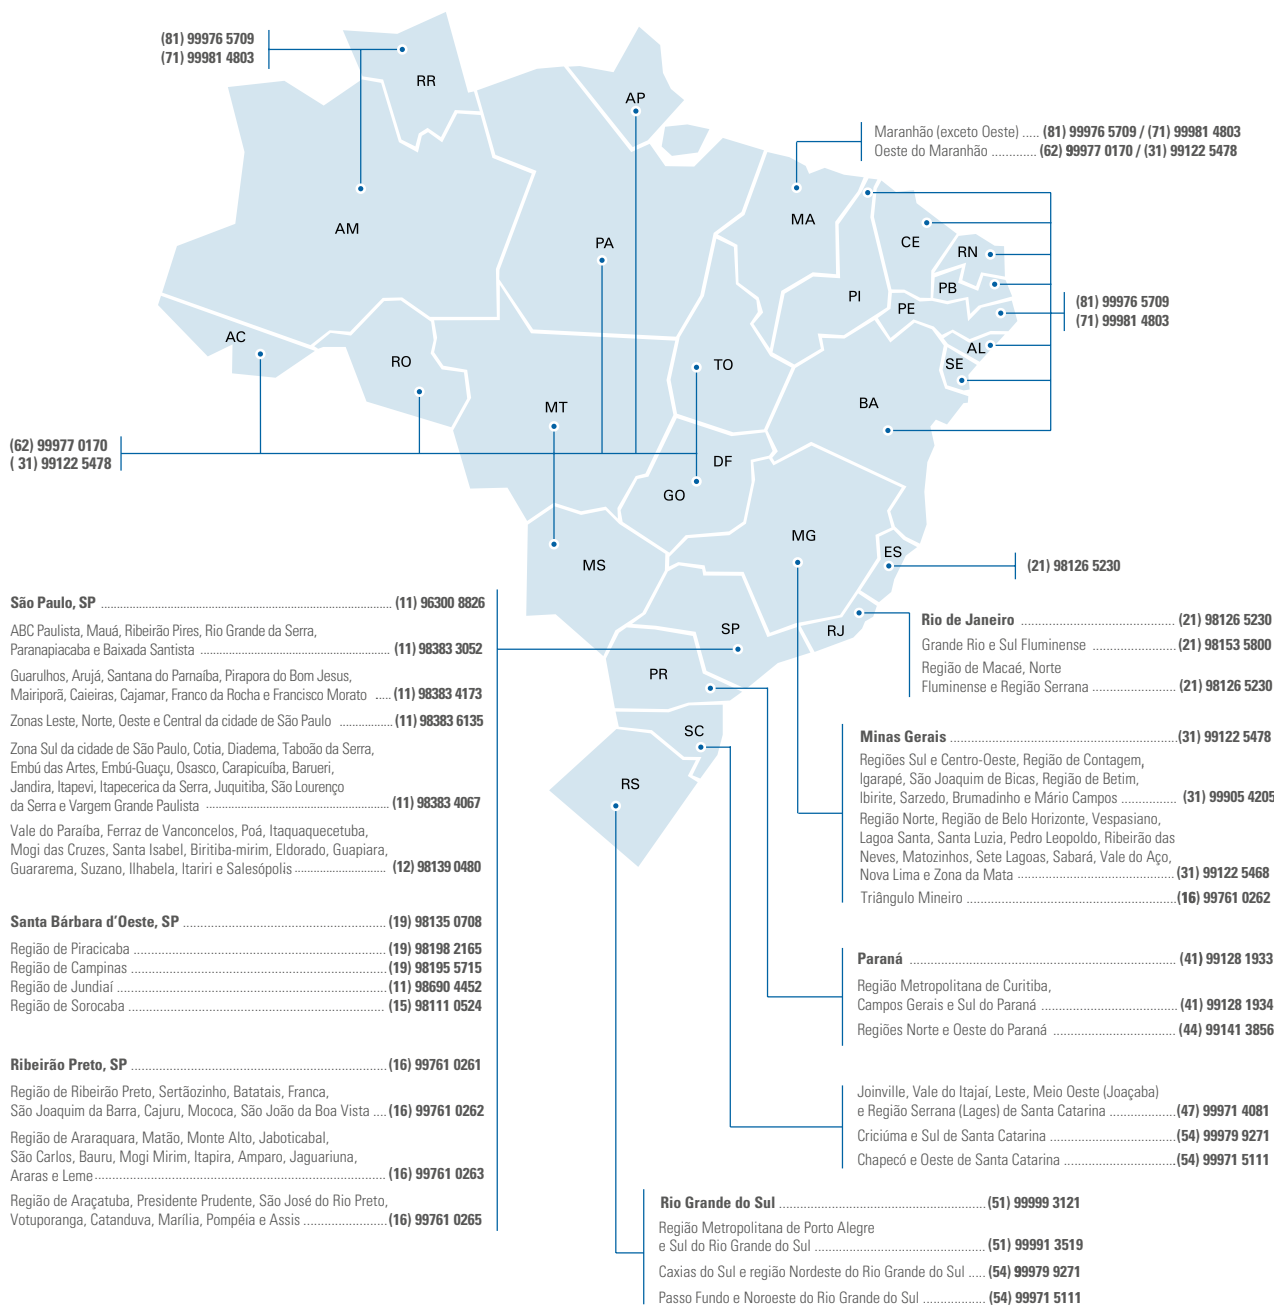 (81) 99976 5709
(71) 99981 4803
RR
AP
AM
PA
MA
CE
RN
PI
PB
PE
AL
SE
AC
RO
TO
MT
BA
DF
GO
MG
MS
ES
SP
RJ
PR
SC
RS
Maranhão (exceto Oeste) ..... (81) 99976 5709 / (71) 99981 4803
Oeste do Maranhão ............. (62) 99977 0170 / (31) 99122 5478
(81) 99976 5709
(71) 99981 4803
(62) 99977 0170
( 31) 99122 5478
(21) 98126 5230
São Paulo, SP ..... (11) 96300 8826
ABC Paulista, Mauá, Ribeirão Pires, Rio Grande da Serra,
Paranapiacaba e Baixada Santista ..... (11) 98383 3052
Guarulhos, Arujá, Santana do Parnaíba, Pirapora do Bom Jesus,
Mairiporã, Caieiras, Cajamar, Franco da Rocha e Francisco Morato ..... (11) 98383 4173
Zonas Leste, Norte, Oeste e Central da cidade de São Paulo ..... (11) 98383 6135
Zona Sul da cidade de São Paulo, Cotia, Diadema, Taboão da Serra,
Embú das Artes, Embú-Guaçu, Osasco, Carapicuíba, Barueri,
Jandira, Itapevi, Itapecerica da Serra, Juquitiba, São Lourenço
da Serra e Vargem Grande Paulista ..... (11) 98383 4067
Vale do Paraíba, Ferraz de Vanconcelos, Poá, Itaquaquecetuba,
Mogi das Cruzes, Santa Isabel, Biritiba-mirim, Eldorado, Guapiara,
Guararema, Suzano, Ilhabela, Itariri e Salesópolis ..... (12) 98139 0480
Santa Bárbara d'Oeste, SP ..... (19) 98135 0708
Região de Piracicaba ..... (19) 98198 2165
Região de Campinas ..... (19) 98195 5715
Região de Jundiaí ..... (11) 98690 4452
Região de Sorocaba ..... (15) 98111 0524
Ribeirão Preto, SP ..... (16) 99761 0261
Região de Ribeirão Preto, Sertãozinho, Batatais, Franca,
São Joaquim da Barra, Cajuru, Mococa, São João da Boa Vista .... (16) 99761 0262
Região de Araraquara, Matão, Monte Alto, Jaboticabal,
São Carlos, Bauru, Mogi Mirim, Itapira, Amparo, Jaguariuna,
Araras e Leme ..... (16) 99761 0263
Região de Araçatuba, Presidente Prudente, São José do Rio Preto,
Votuporanga, Catanduva, Marília, Pompéia e Assis ..... (16) 99761 0265
Rio de Janeiro ..... (21) 98126 5230
Grande Rio e Sul Fluminense ..... (21) 98153 5800
Região de Macaé, Norte
Fluminense e Região Serrana ..... (21) 98126 5230
Minas Gerais ..... (31) 99122 5478
Regiões Sul e Centro-Oeste, Região de Contagem,
Igarapé, São Joaquim de Bicas, Região de Betim,
Ibirite, Sarzedo, Brumadinho e Mário Campos ..... (31) 99905 4205
Região Norte, Região de Belo Horizonte, Vespasiano,
Lagoa Santa, Santa Luzia, Pedro Leopoldo, Ribeirão das
Neves, Matozinhos, Sete Lagoas, Sabará, Vale do Aço,
Nova Lima e Zona da Mata ..... (31) 99122 5468
Triângulo Mineiro ..... (16) 99761 0262
Paraná ..... (41) 99128 1933
Região Metropolitana de Curitiba,
Campos Gerais e Sul do Paraná ..... (41) 99128 1934
Regiões Norte e Oeste do Paraná ..... (44) 99141 3856
Joinville, Vale do Itajaí, Leste, Meio Oeste (Joaçaba)
e Região Serrana (Lages) de Santa Catarina ..... (47) 99971 4081
Criciúma e Sul de Santa Catarina ..... (54) 99979 9271
Chapecó e Oeste de Santa Catarina ..... (54) 99971 5111
Rio Grande do Sul ..... (51) 99999 3121
Região Metropolitana de Porto Alegre
e Sul do Rio Grande do Sul ..... (51) 99991 3519
Caxias do Sul e região Nordeste do Rio Grande do Sul ..... (54) 99979 9271
Passo Fundo e Noroeste do Rio Grande do Sul ..... (54) 99971 5111